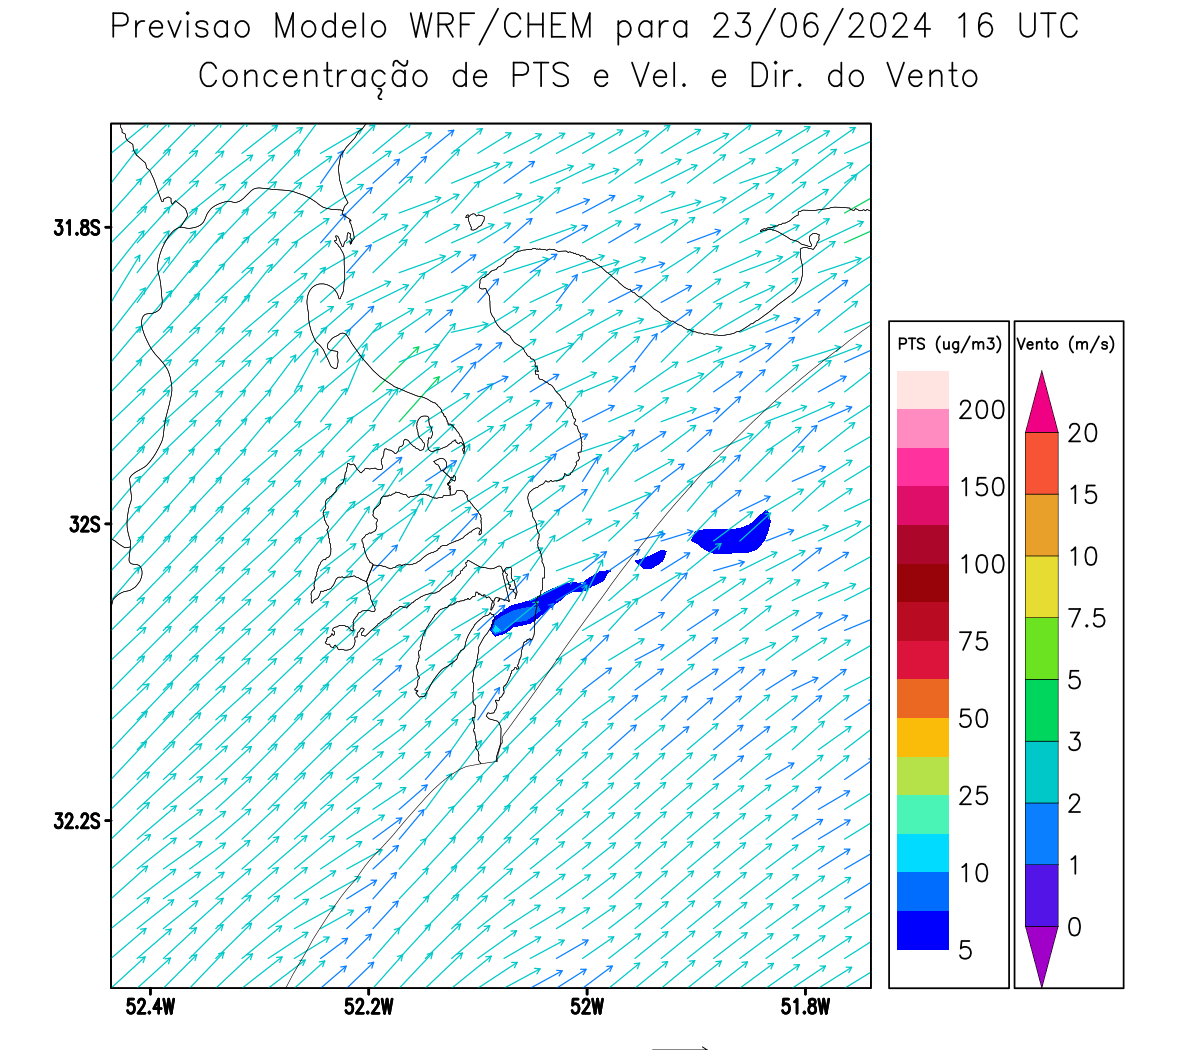 Previsao Modelo WRF/CHEM para 23/06/2024 16 UTC
Concentração de PTS e Vel. e Dir. do Vento
31.8S
32S
32.2S
52.4W
52.2W
52W
51.8W
PTS (ug/m3)
200
150
100
75
50
25
10
5
Vento (m/s)
20
15
10
7.5
5
3
2
1
0